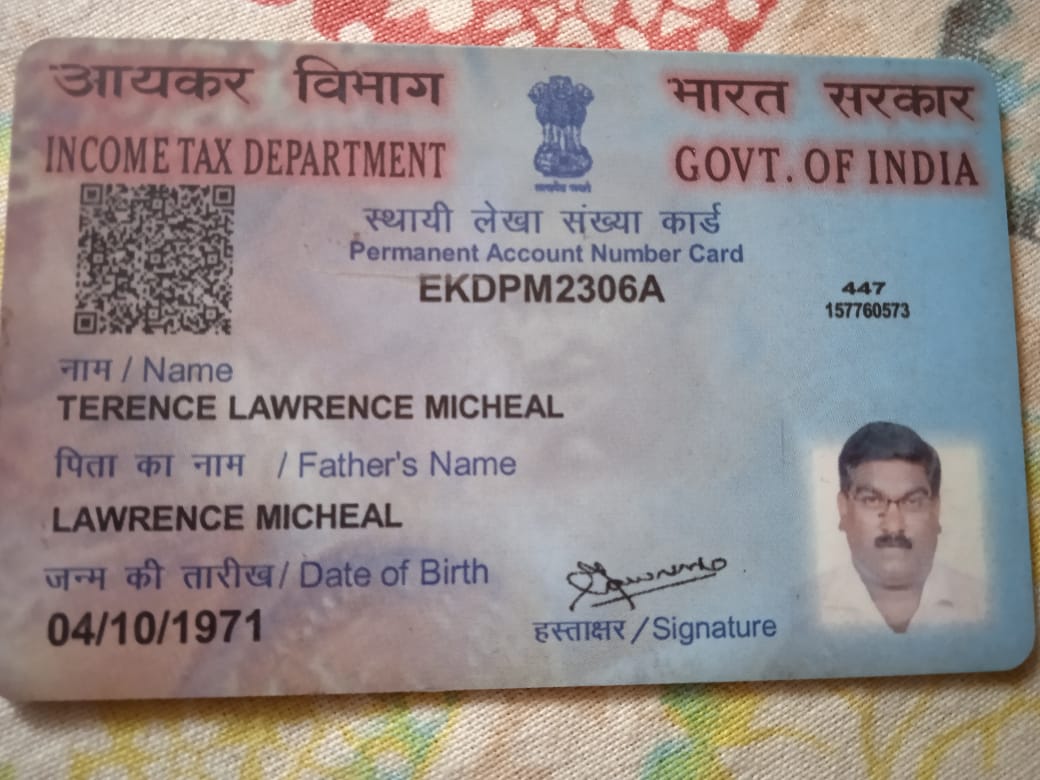 आयकर विभाग
INCOME TAX DEPARTMENT
भारत सरकार
GOVT. OF INDIA
स्थायी लेखा संख्या कार्ड
Permanent Account Number Card
EKDPM2306A
447
157760573
नाम / Name
TERENCE LAWRENCE MICHEAL
पिता का नाम / Father's Name
LAWRENCE MICHEAL
जन्म की तारीख / Date of Birth
04/10/1971
हस्ताक्षर / Signature